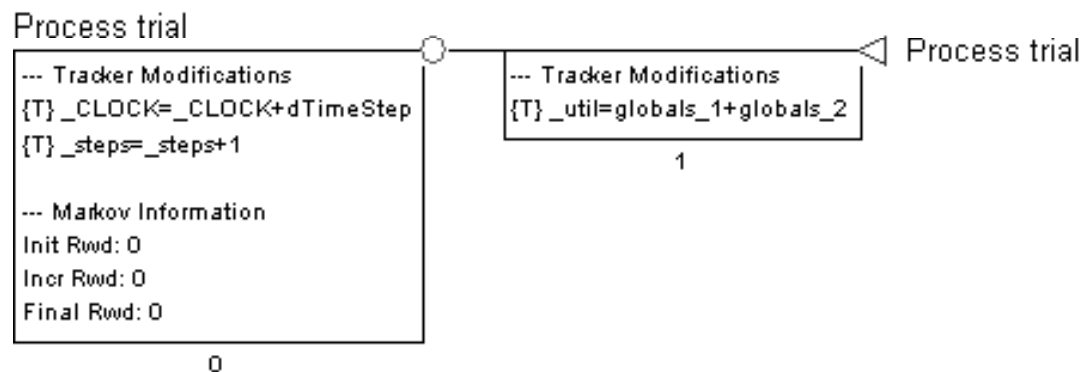 Process trial
--- Tracker Modifications
{T} _CLOCK=_CLOCK+dTimeStep
{T} _steps=_steps+1
--- Markov Information
Init Rwd: 0
Incr Rwd: 0
Final Rwd: 0
0
--- Tracker Modifications
{T} _util=globals_1+globals_2
1
Process trial